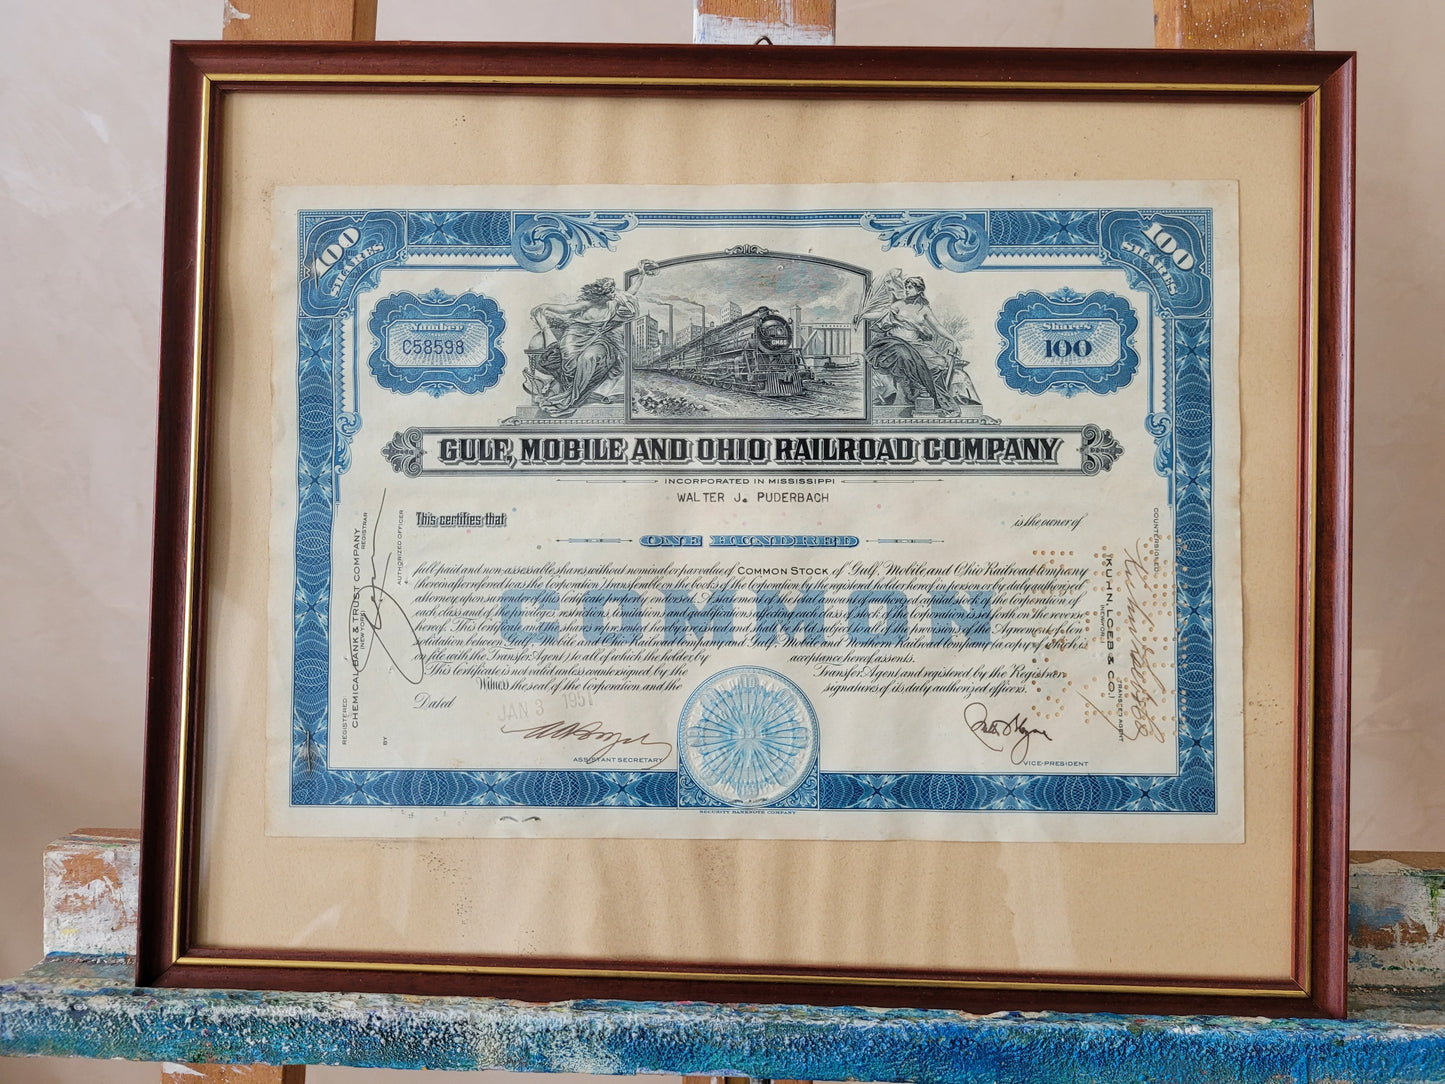 100
SHARES
100
SHARES
Number
C58598
GM&O
Shares
100
GULF, MOBILE AND OHIO RAILROAD COMPANY
INCORPORATED IN MISSISSIPPI
WALTER J. PUDERBACH
This certifies that
is the owner of
ONE HUNDRED
full paid and non-assessable shares without nominal or par value of COMMON STOCK of Gulf, Mobile and Ohio Railroad Company
(hereinafter referred to as the Corporation) transferable on the books of the Corporation by the registered holder hereof in person or by duly authorized
attorney upon surrender of this certificate properly endorsed. A statement of the total amount of authorized capital stock of the Corporation of
each class and of the
restrictions, limitations and qualifications affecting each class of stock is set forth on the reverse
hereof. This certificate and the shares represented hereby are issued and shall be held subject to all the provisions of the Agreement of Con-
solidation between Gulf, Mobile and Ohio Railroad Company and Gulf, Mobile and Northern Railroad Company (a copy of which is
on file with the Transfer Agent) to all of which the holder, by acceptance hereof, assents.
This Certificate is not valid unless countersigned by the Transfer Agent and registered by the Registrar.
Witness the seal of the Corporation and the signatures of its duly authorized officers.
COMMON
Dated
JAN 3 1951
ASSISTANT SECRETARY
VICE-PRESIDENT
SECURITY BANKNOTE COMPANY
REGISTERED:
CHEMICAL BANK & TRUST COMPANY
(NEW YORK)
REGISTRAR
BY
AUTHORIZED OFFICER
COUNTERSIGNED
KUHN, LOEB & CO.
(NEW YORK)
TRANSFER AGENT